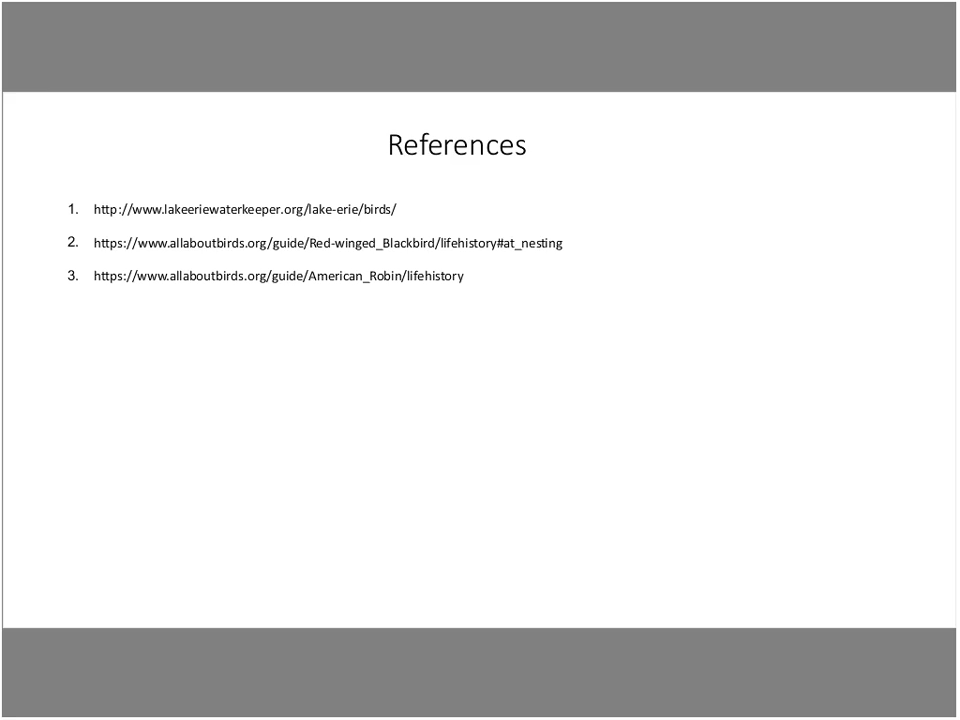 References
1. http://www.lakeeriewaterkeeper.org/lake-erie/birds/
2. https://www.allaboutbirds.org/guide/Red-winged_Blackbird/lifehistory#at_nesting
3. https://www.allaboutbirds.org/guide/American_Robin/lifehistory